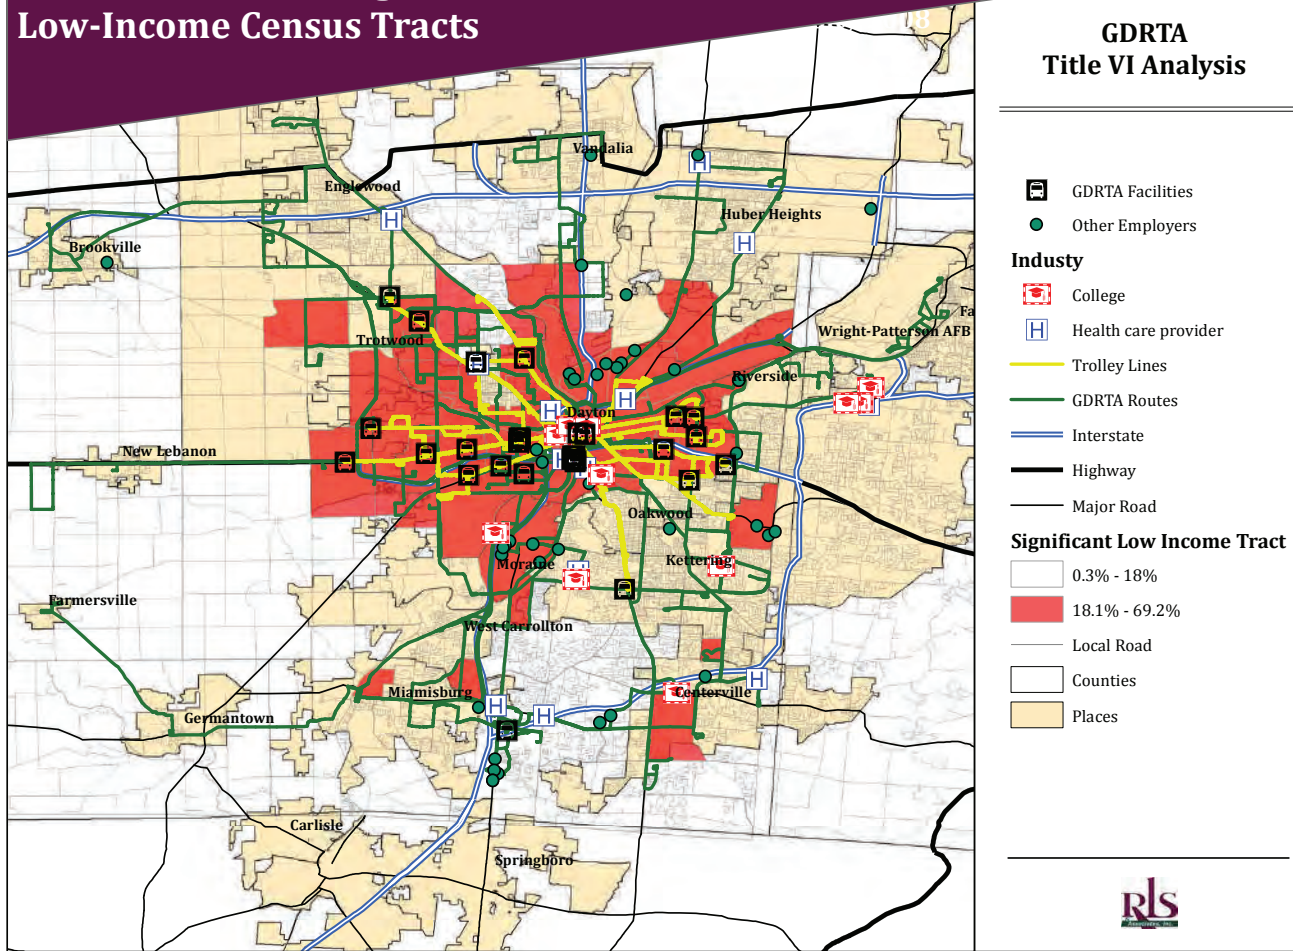 Low-Income Census Tracts
GDRTA
Title VI Analysis
GDRTA Facilities
Other Employers
Industy
College
Health care provider
Trolley Lines
GDRTA Routes
Interstate
Highway
Major Road
Significant Low Income Tract
0.3% - 18%
18.1% - 69.2%
Local Road
Counties
Places
RLS
& Associates, Inc.
Vandalia
Englewood
Huber Heights
Brookville
Fa
Wright-Patterson AFB
Trotwood
Riverside
Dayton
New Lebanon
Oakwood
Kettering
Moraine
Farmersville
West Carrollton
Miamisburg
Centerville
Germantown
Carlisle
Springboro
H
H
H
H
H
H
H
H
H